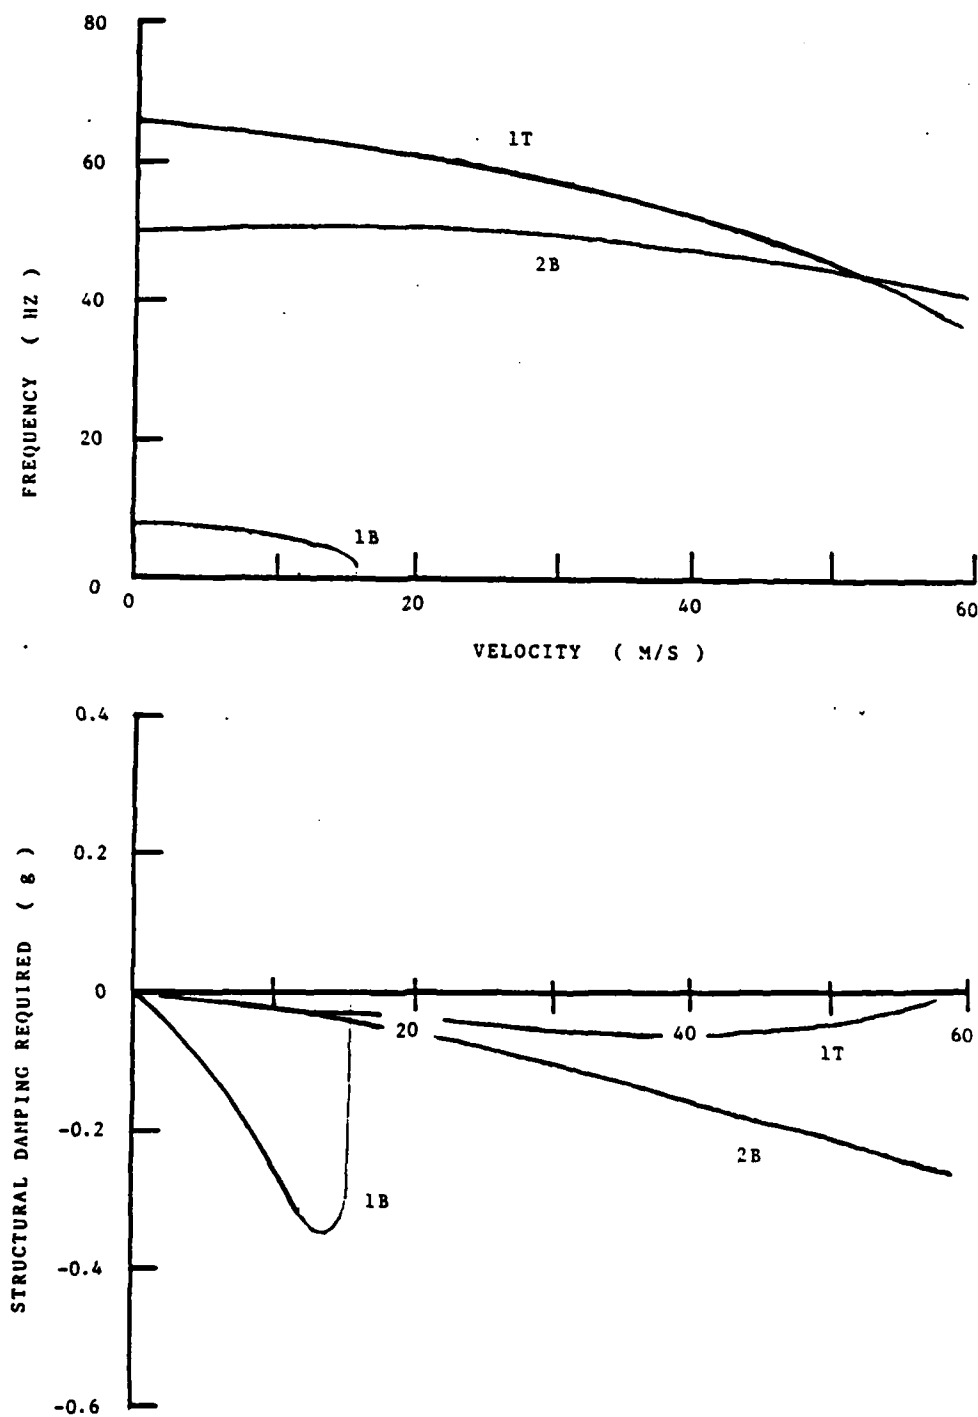 80
1T
60
2B
40
FREQUENCY ( HZ )
20
1B
0
0
20
40
60
VELOCITY ( M/S )
0.4
0.2
STRUCTURAL DAMPING REQUIRED ( g )
0
20
40
60
1T
-0.2
2B
1B
-0.4
-0.6